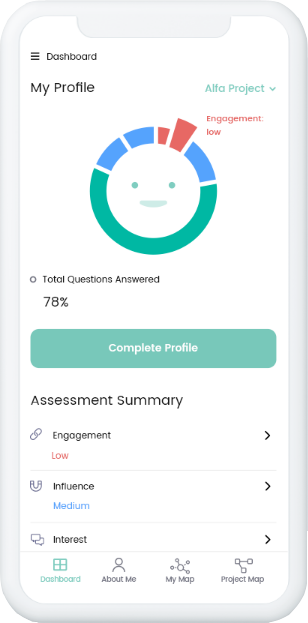 Dashboard
My Profile
Alfa Project
Engagement:
low
Total Questions Answered
78%
Complete Profile
Assessment Summary
Engagement
Low
Influence
Medium
Interest
Dashboard
About Me
My Map
Project Map